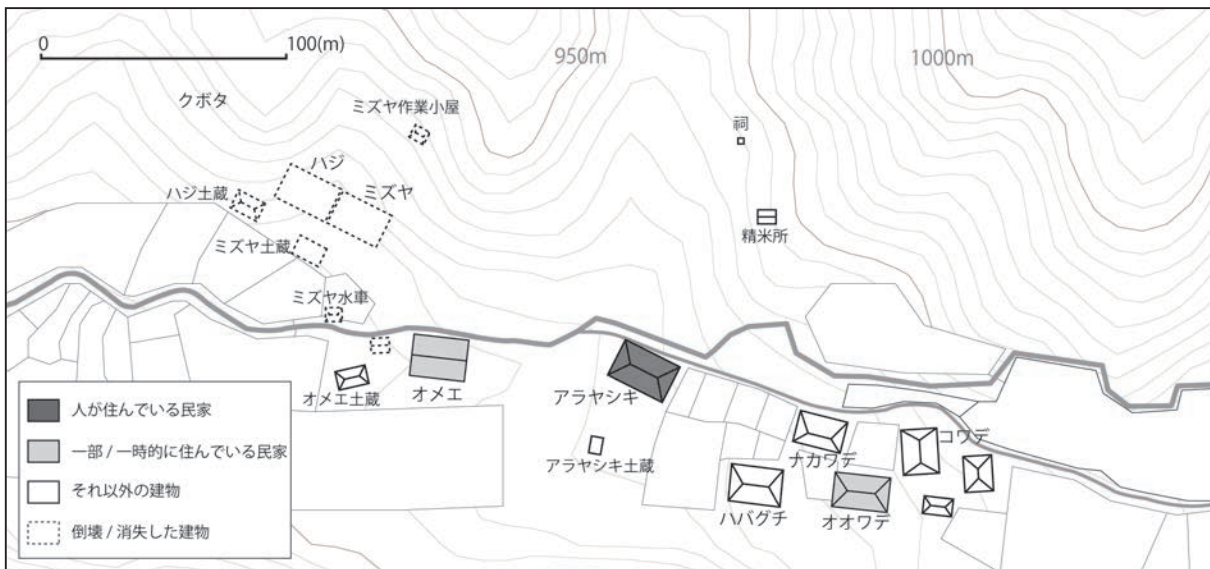 0
100(m)
950m
1000m
クボタ
ミズヤ作業小屋
祠
ハジ
ミズヤ
ハジ土蔵
精米所
ミズヤ土蔵
ミズヤ水車
オメエ土蔵
オメエ
アラヤシキ
アラヤシキ土蔵
ナカワデ
コワデ
ハバグチ
オオワデ
人が住んでいる民家
一部 / 一時的に住んでいる民家
それ以外の建物
倒壊 / 消失した建物